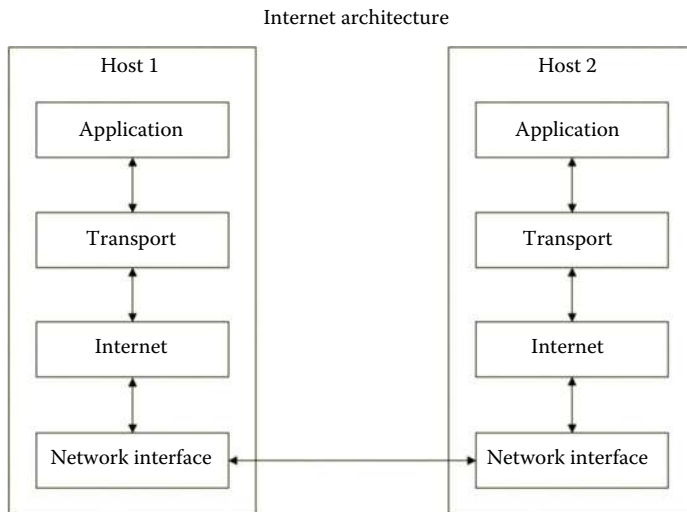 Internet architecture
Host 1
Host 2
Application
Application
Transport
Transport
Internet
Internet
Network interface
Network interface